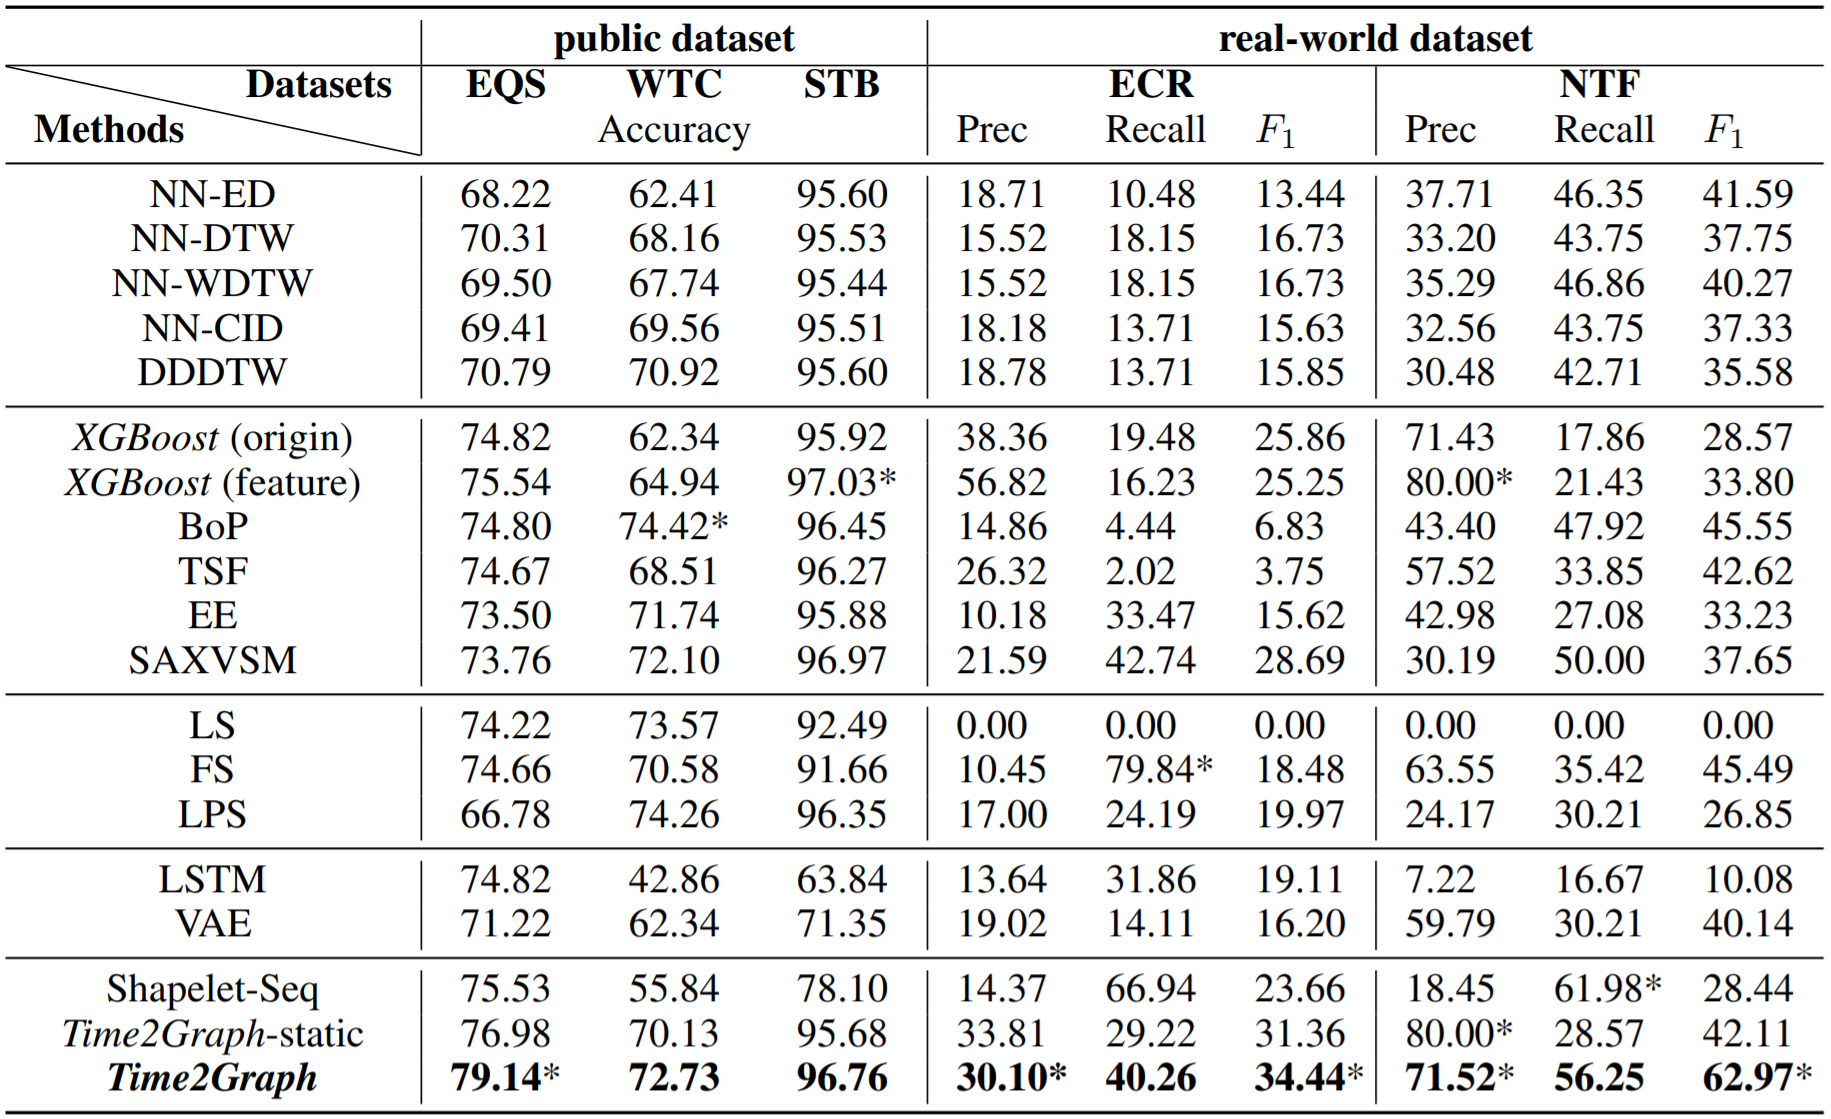 public dataset real-world dataset
Datasets EQS WTC STB ECR NTF
Methods Accuracy Prec Recall F1 Prec Recall F1
NN-ED 68.22 62.41 95.60 18.71 10.48 13.44 37.71 46.35 41.59
NN-DTW 70.31 68.16 95.53 15.52 18.15 16.73 33.20 43.75 37.75
NN-WDTW 69.50 67.74 95.44 15.52 18.15 16.73 35.29 46.86 40.27
NN-CID 69.41 69.56 95.51 18.18 13.71 15.63 32.56 43.75 37.33
DDDTW 70.79 70.92 95.60 18.78 13.71 15.85 30.48 42.71 35.58
XGBoost (origin) 74.82 62.34 95.92 38.36 19.48 25.86 71.43 17.86 28.57
XGBoost (feature) 75.54 64.94 97.03* 56.82 16.23 25.25 80.00* 21.43 33.80
BoP 74.80 74.42* 96.45 14.86 4.44 6.83 43.40 47.92 45.55
TSF 74.67 68.51 96.27 26.32 2.02 3.75 57.52 33.85 42.62
EE 73.50 71.74 95.88 10.18 33.47 15.62 42.98 27.08 33.23
SAXVSM 73.76 72.10 96.97 21.59 42.74 28.69 30.19 50.00 37.65
LS 74.22 73.57 92.49 0.00 0.00 0.00 0.00 0.00 0.00
FS 74.66 70.58 91.66 10.45 79.84* 18.48 63.55 35.42 45.49
LPS 66.78 74.26 96.35 17.00 24.19 19.97 24.17 30.21 26.85
LSTM 74.82 42.86 63.84 13.64 31.86 19.11 7.22 16.67 10.08
VAE 71.22 62.34 71.35 19.02 14.11 16.20 59.79 30.21 40.14
Shapelet-Seq 75.53 55.84 78.10 14.37 66.94 23.66 18.45 61.98* 28.44
Time2Graph-static 76.98 70.13 95.68 33.81 29.22 31.36 80.00* 28.57 42.11
Time2Graph 79.14* 72.73 96.76 30.10* 40.26 34.44* 71.52* 56.25 62.97*